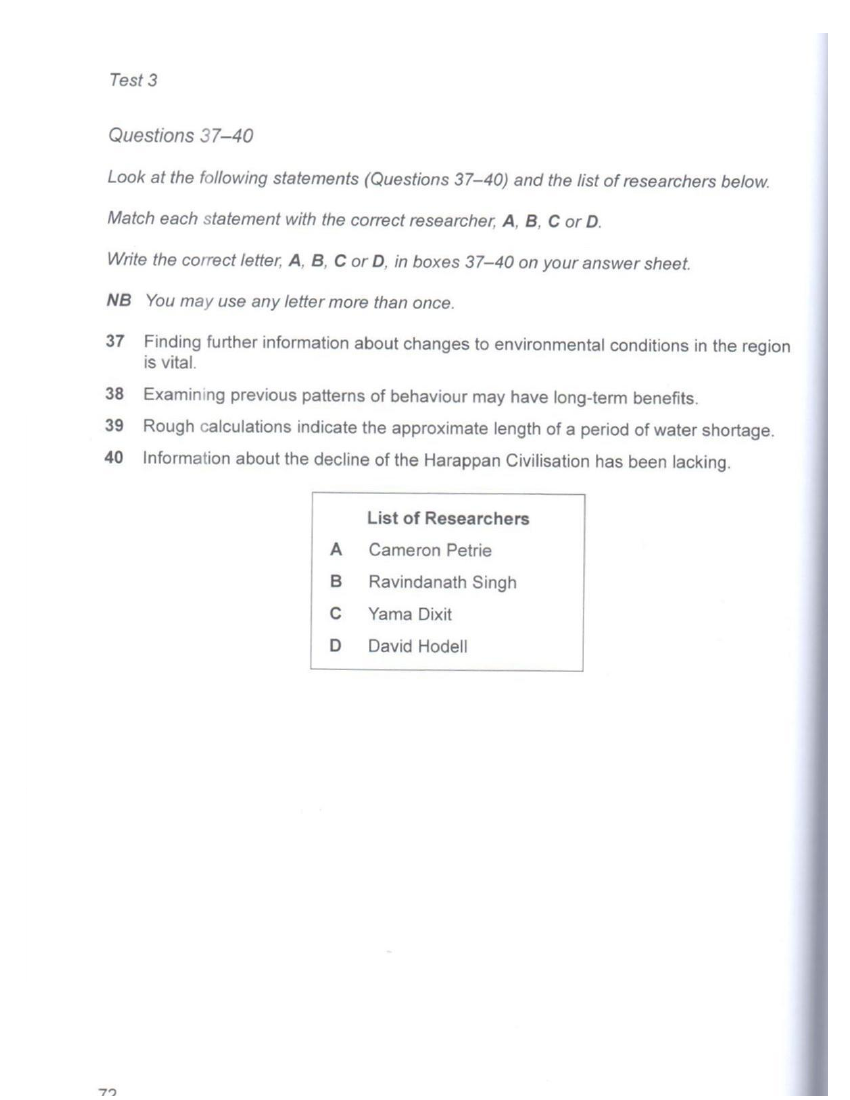 Test 3
Questions 37–40
Look at the following statements (Questions 37–40) and the list of researchers below.
Match each statement with the correct researcher, A, B, C or D.
Write the correct letter, A, B, C or D, in boxes 37–40 on your answer sheet.
NB You may use any letter more than once.
37 Finding further information about changes to environmental conditions in the region
is vital.
38 Examining previous patterns of behaviour may have long-term benefits.
39 Rough calculations indicate the approximate length of a period of water shortage.
40 Information about the decline of the Harappan Civilisation has been lacking.
List of Researchers
A Cameron Petrie
B Ravindanath Singh
C Yama Dixit
D David Hodell
72